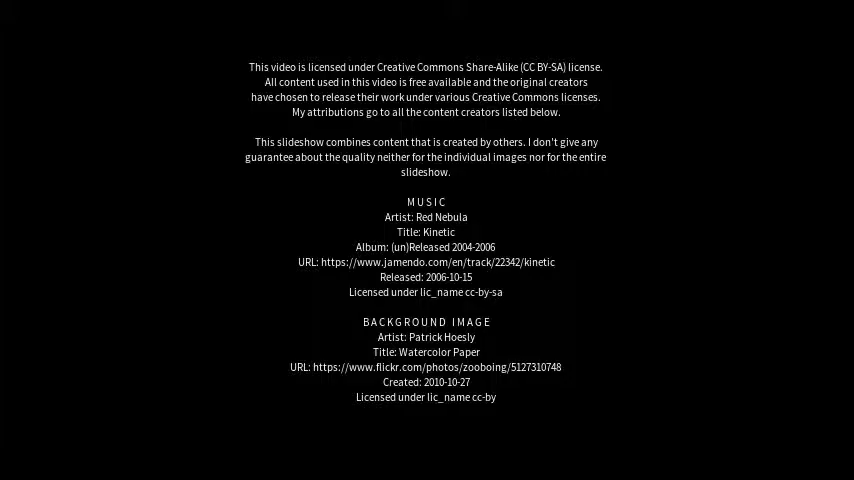 This video is licensed under Creative Commons Share-Alike (CC BY-SA) license.
All content used in this video is free available and the original creators
have chosen to release their work under various Creative Commons licenses.
My attributions go to all the content creators listed below.
This slideshow combines content that is created by others. I don't give any
guarantee about the quality neither for the individual images nor for the entire
slideshow.
M U S I C
Artist: Red Nebula
Title: Kinetic
Album: (un)Released 2004-2006
URL: https://www.jamendo.com/en/track/22342/kinetic
Released: 2006-10-15
Licensed under lic_name cc-by-sa
B A C K G R O U N D   I M A G E
Artist: Patrick Hoesly
Title: Watercolor Paper
URL: https://www.flickr.com/photos/zooboing/5127310748
Created: 2010-10-27
Licensed under lic_name cc-by